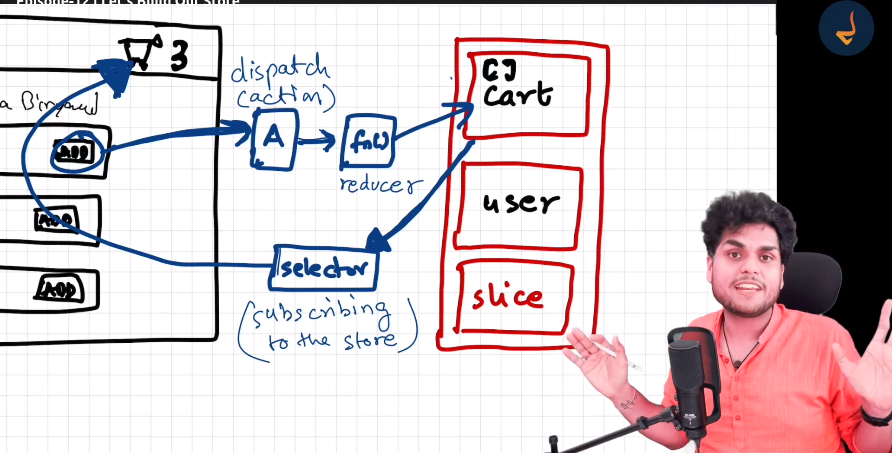 Episode-12 | Let's Build Our Store
3
dispatch
(action)
A
fn()
reducer
ADD
ADD
ADD
selector
(subscribing
to the store)
Cart
user
slice